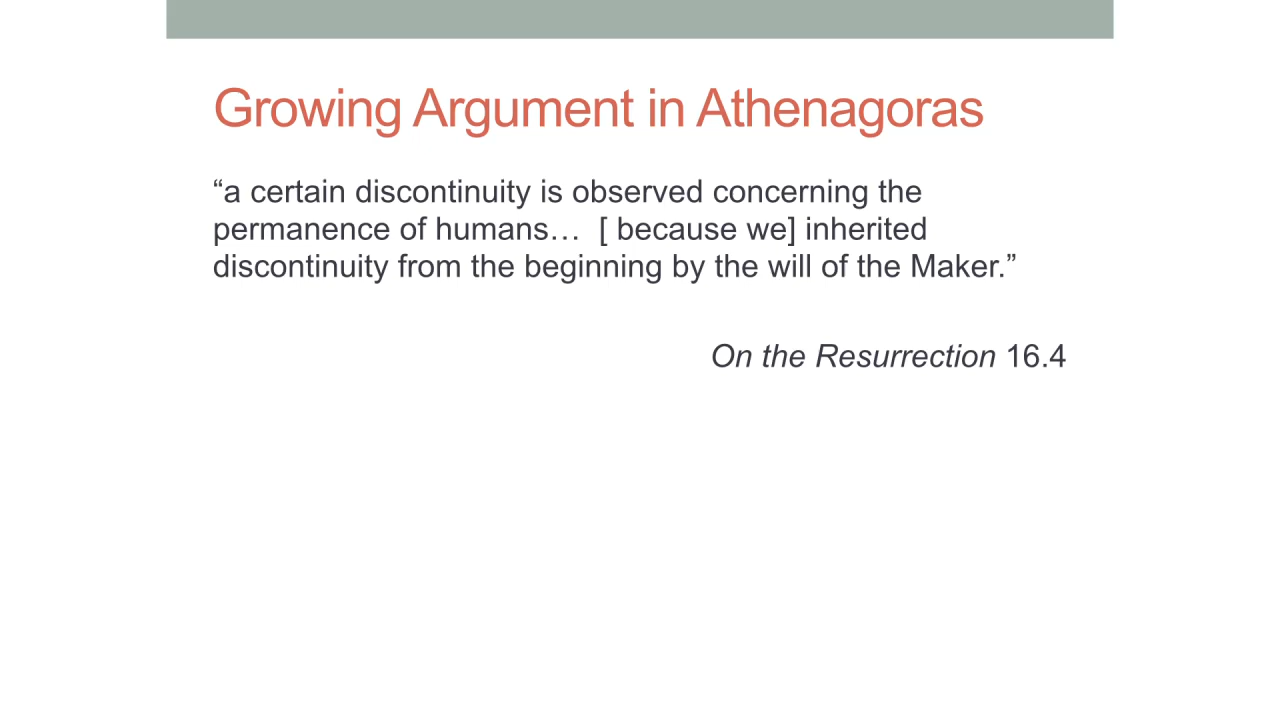 Growing Argument in Athenagoras
“a certain discontinuity is observed concerning the
permanence of humans…  [ because we] inherited
discontinuity from the beginning by the will of the Maker.”
On the Resurrection 16.4